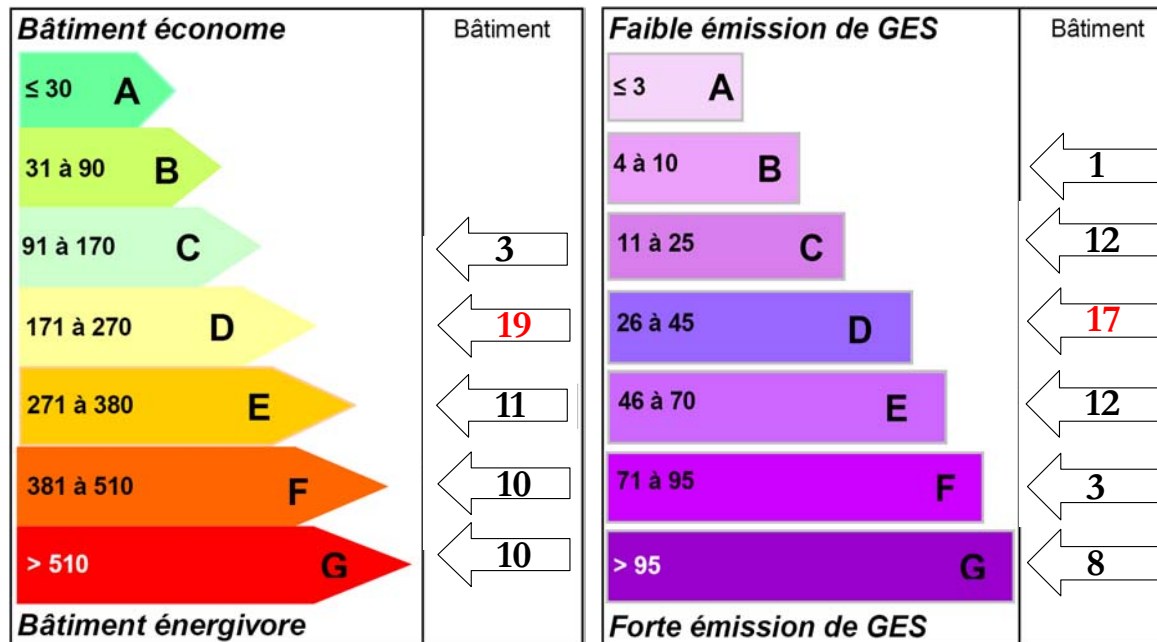 Bâtiment économe
Bâtiment
≤ 30 A
31 à 90 B
91 à 170 C
3
171 à 270 D
19
271 à 380 E
11
381 à 510 F
10
> 510 G
10
Bâtiment énergivore
Faible émission de GES
Bâtiment
≤ 3 A
4 à 10 B
1
11 à 25 C
12
26 à 45 D
17
46 à 70 E
12
71 à 95 F
3
> 95 G
8
Forte émission de GES